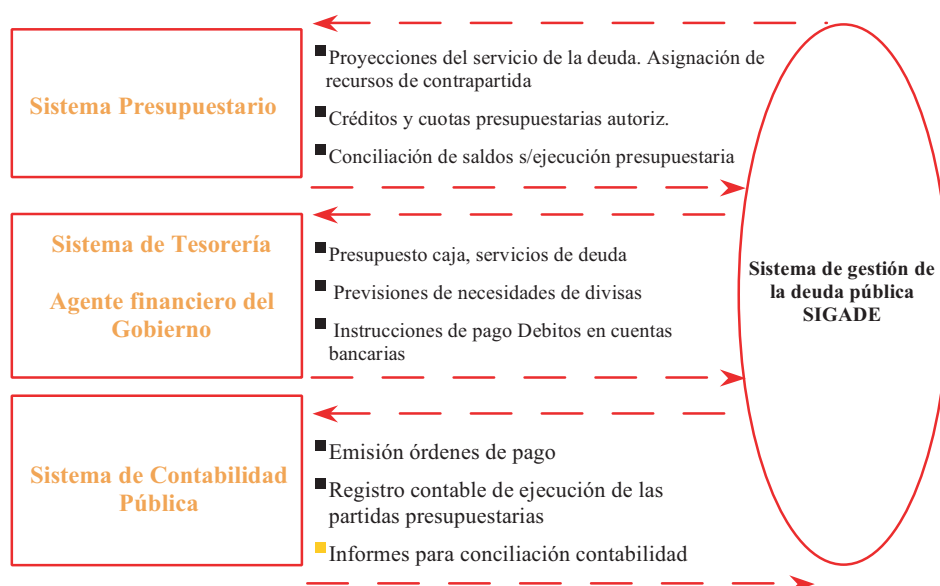 Sistema Presupuestario
Proyecciones del servicio de la deuda. Asignación de
recursos de contrapartida
Créditos y cuotas presupuestarias autoriz.
Conciliación de saldos s/ejecución presupuestaria
Sistema de Tesorería
Agente financiero del
Gobierno
Presupuesto caja, servicios de deuda
Previsiones de necesidades de divisas
Instrucciones de pago Debitos en cuentas
bancarias
Sistema de Contabilidad
Pública
Emisión órdenes de pago
Registro contable de ejecución de las
partidas presupuestarias
Informes para conciliación contabilidad
Sistema de gestión de
la deuda pública
SIGADE